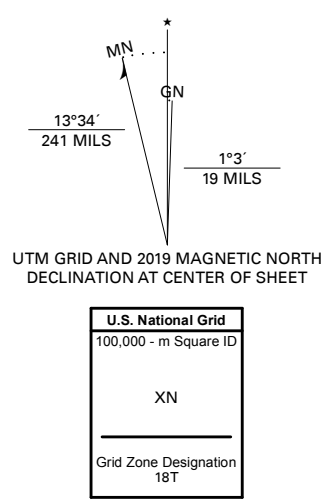 ★
MN
GN
13°34´
241 MILS
1°3´
19 MILS
UTM GRID AND 2019 MAGNETIC NORTH
DECLINATION AT CENTER OF SHEET
U.S. National Grid
100,000 - m Square ID
XN
Grid Zone Designation
18T